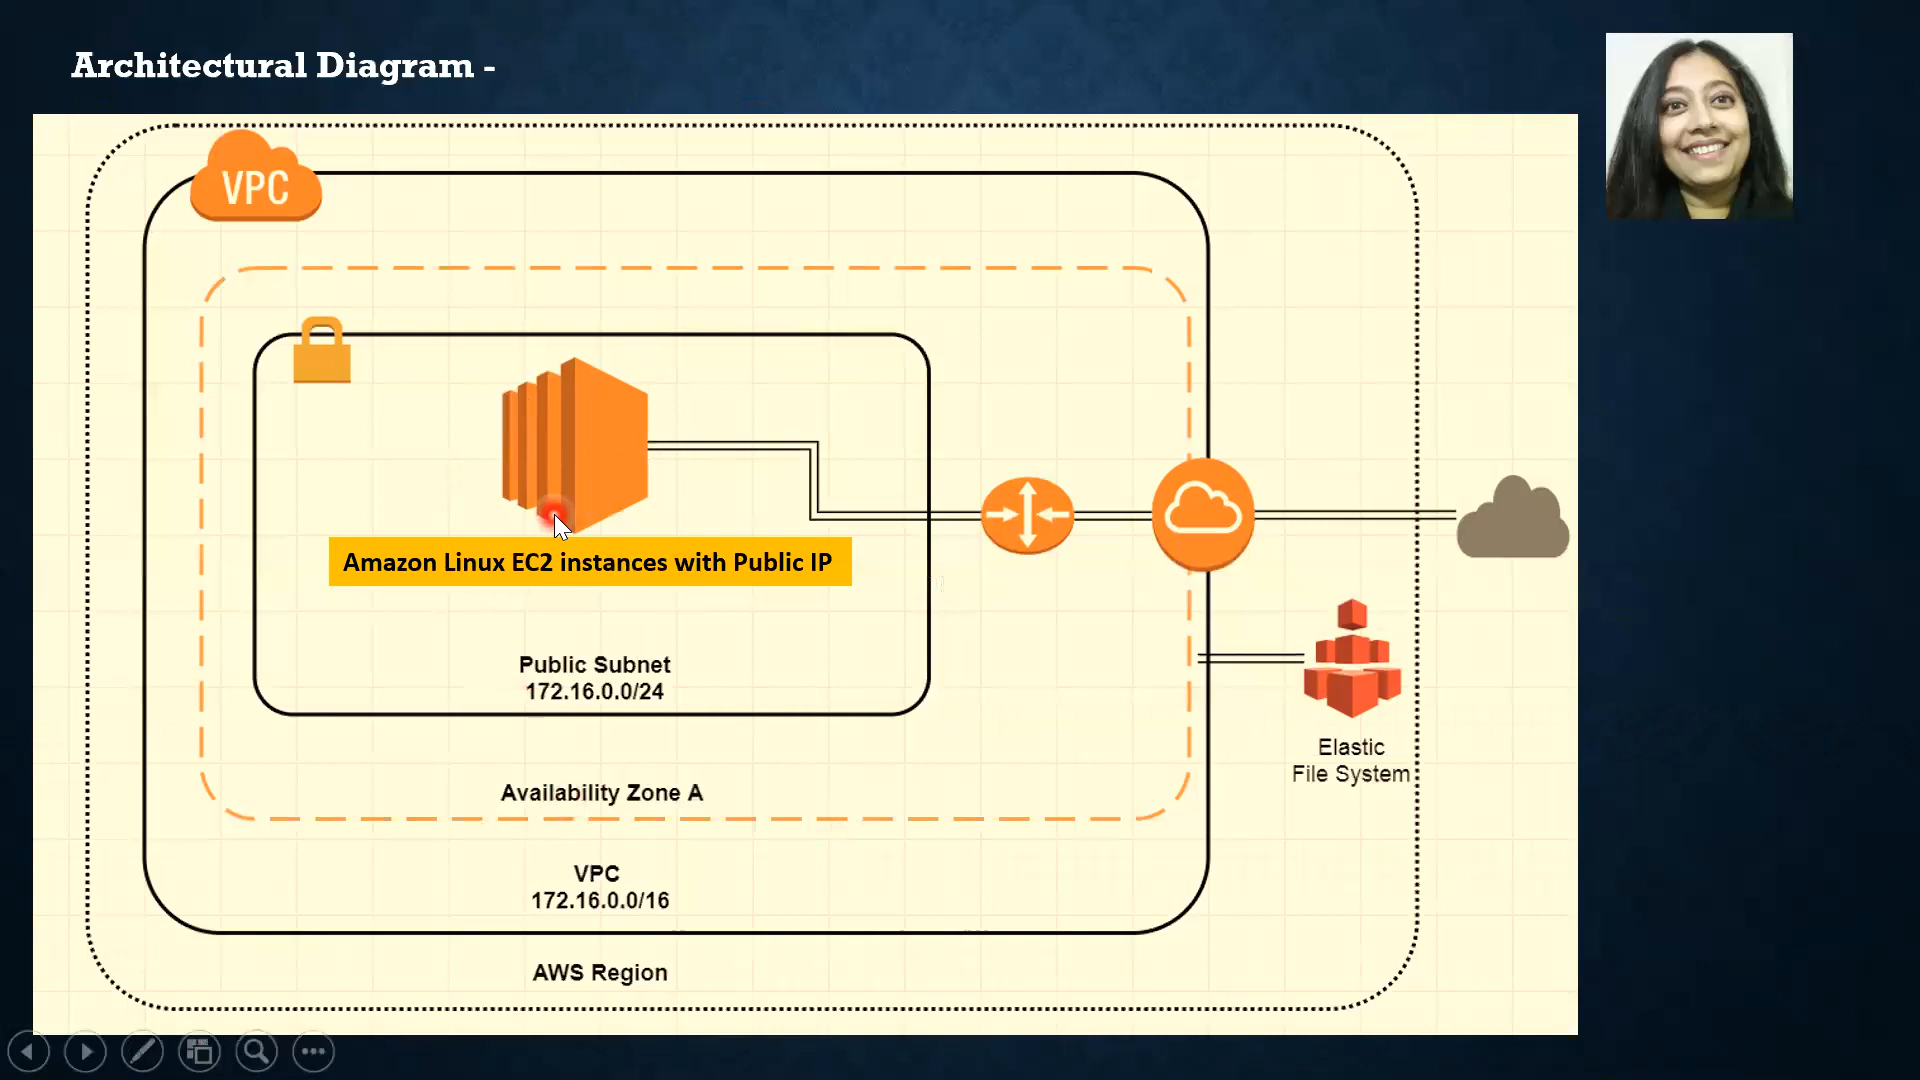 Architectural Diagram -
VPC
Amazon Linux EC2 instances with Public IP
Public Subnet
172.16.0.0/24
Elastic
File System
Availability Zone A
VPC
172.16.0.0/16
AWS Region